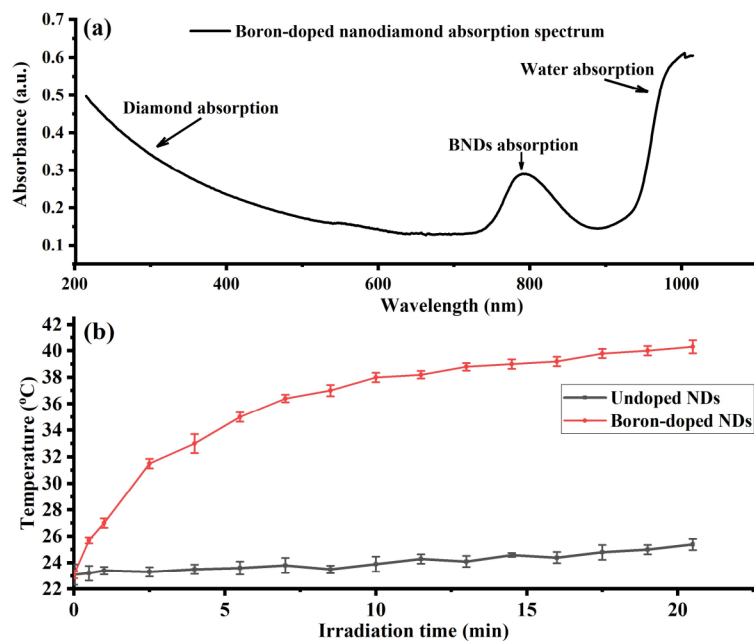 (a)
Boron-doped nanodiamond absorption spectrum
Absorbance (a.u.)
0.7
0.6
0.5
0.4
0.3
0.2
0.1
Diamond absorption
BNDs absorption
Water absorption
200 400 600 800 1000
Wavelength (nm)
(b)
Temperature (ºC)
42
40
38
36
34
32
30
28
26
24
22
Undoped NDs
Boron-doped NDs
0 5 10 15 20
Irradiation time (min)